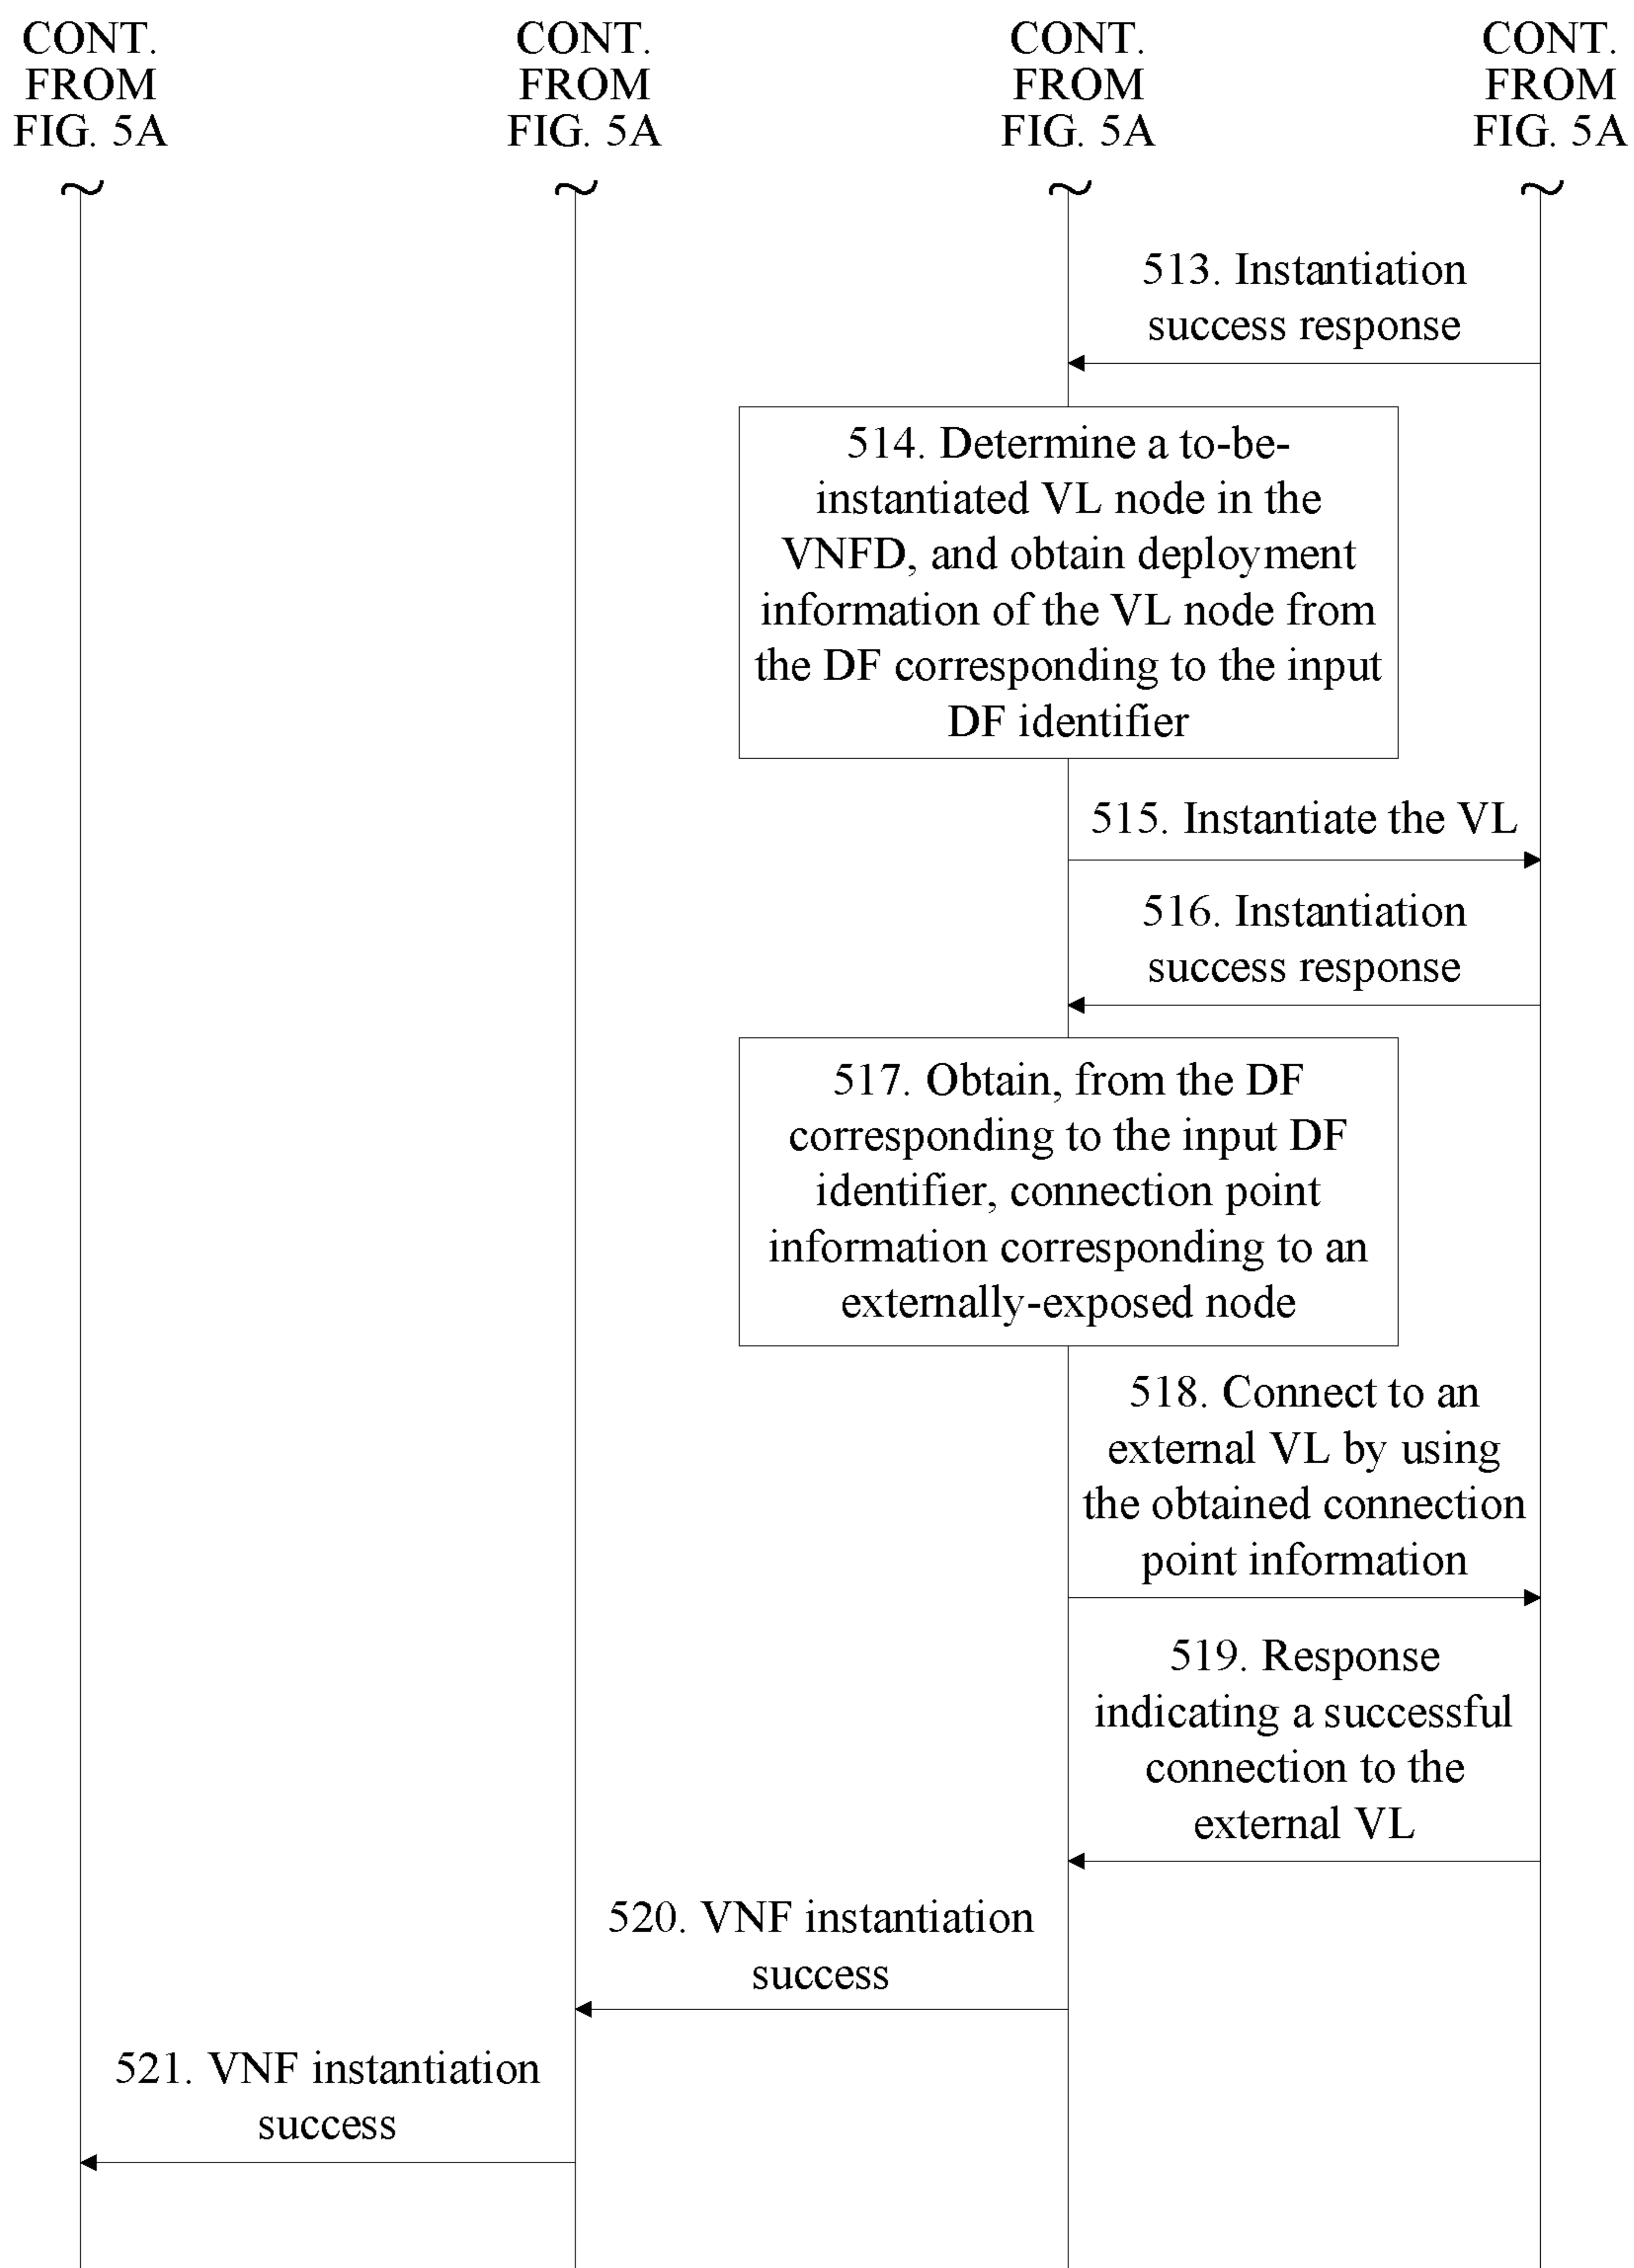 CONT.
FROM
FIG. 5A
CONT.
FROM
FIG. 5A
CONT.
FROM
FIG. 5A
CONT.
FROM
FIG. 5A
513. Instantiation
success response
514. Determine a to-be-
instantiated VL node in the
VNFD, and obtain deployment
information of the VL node from
the DF corresponding to the input
DF identifier
515. Instantiate the VL
516. Instantiation
success response
517. Obtain, from the DF
corresponding to the input DF
identifier, connection point
information corresponding to an
externally-exposed node
518. Connect to an
external VL by using
the obtained connection
point information
519. Response
indicating a successful
connection to the
external VL
520. VNF instantiation
success
521. VNF instantiation
success